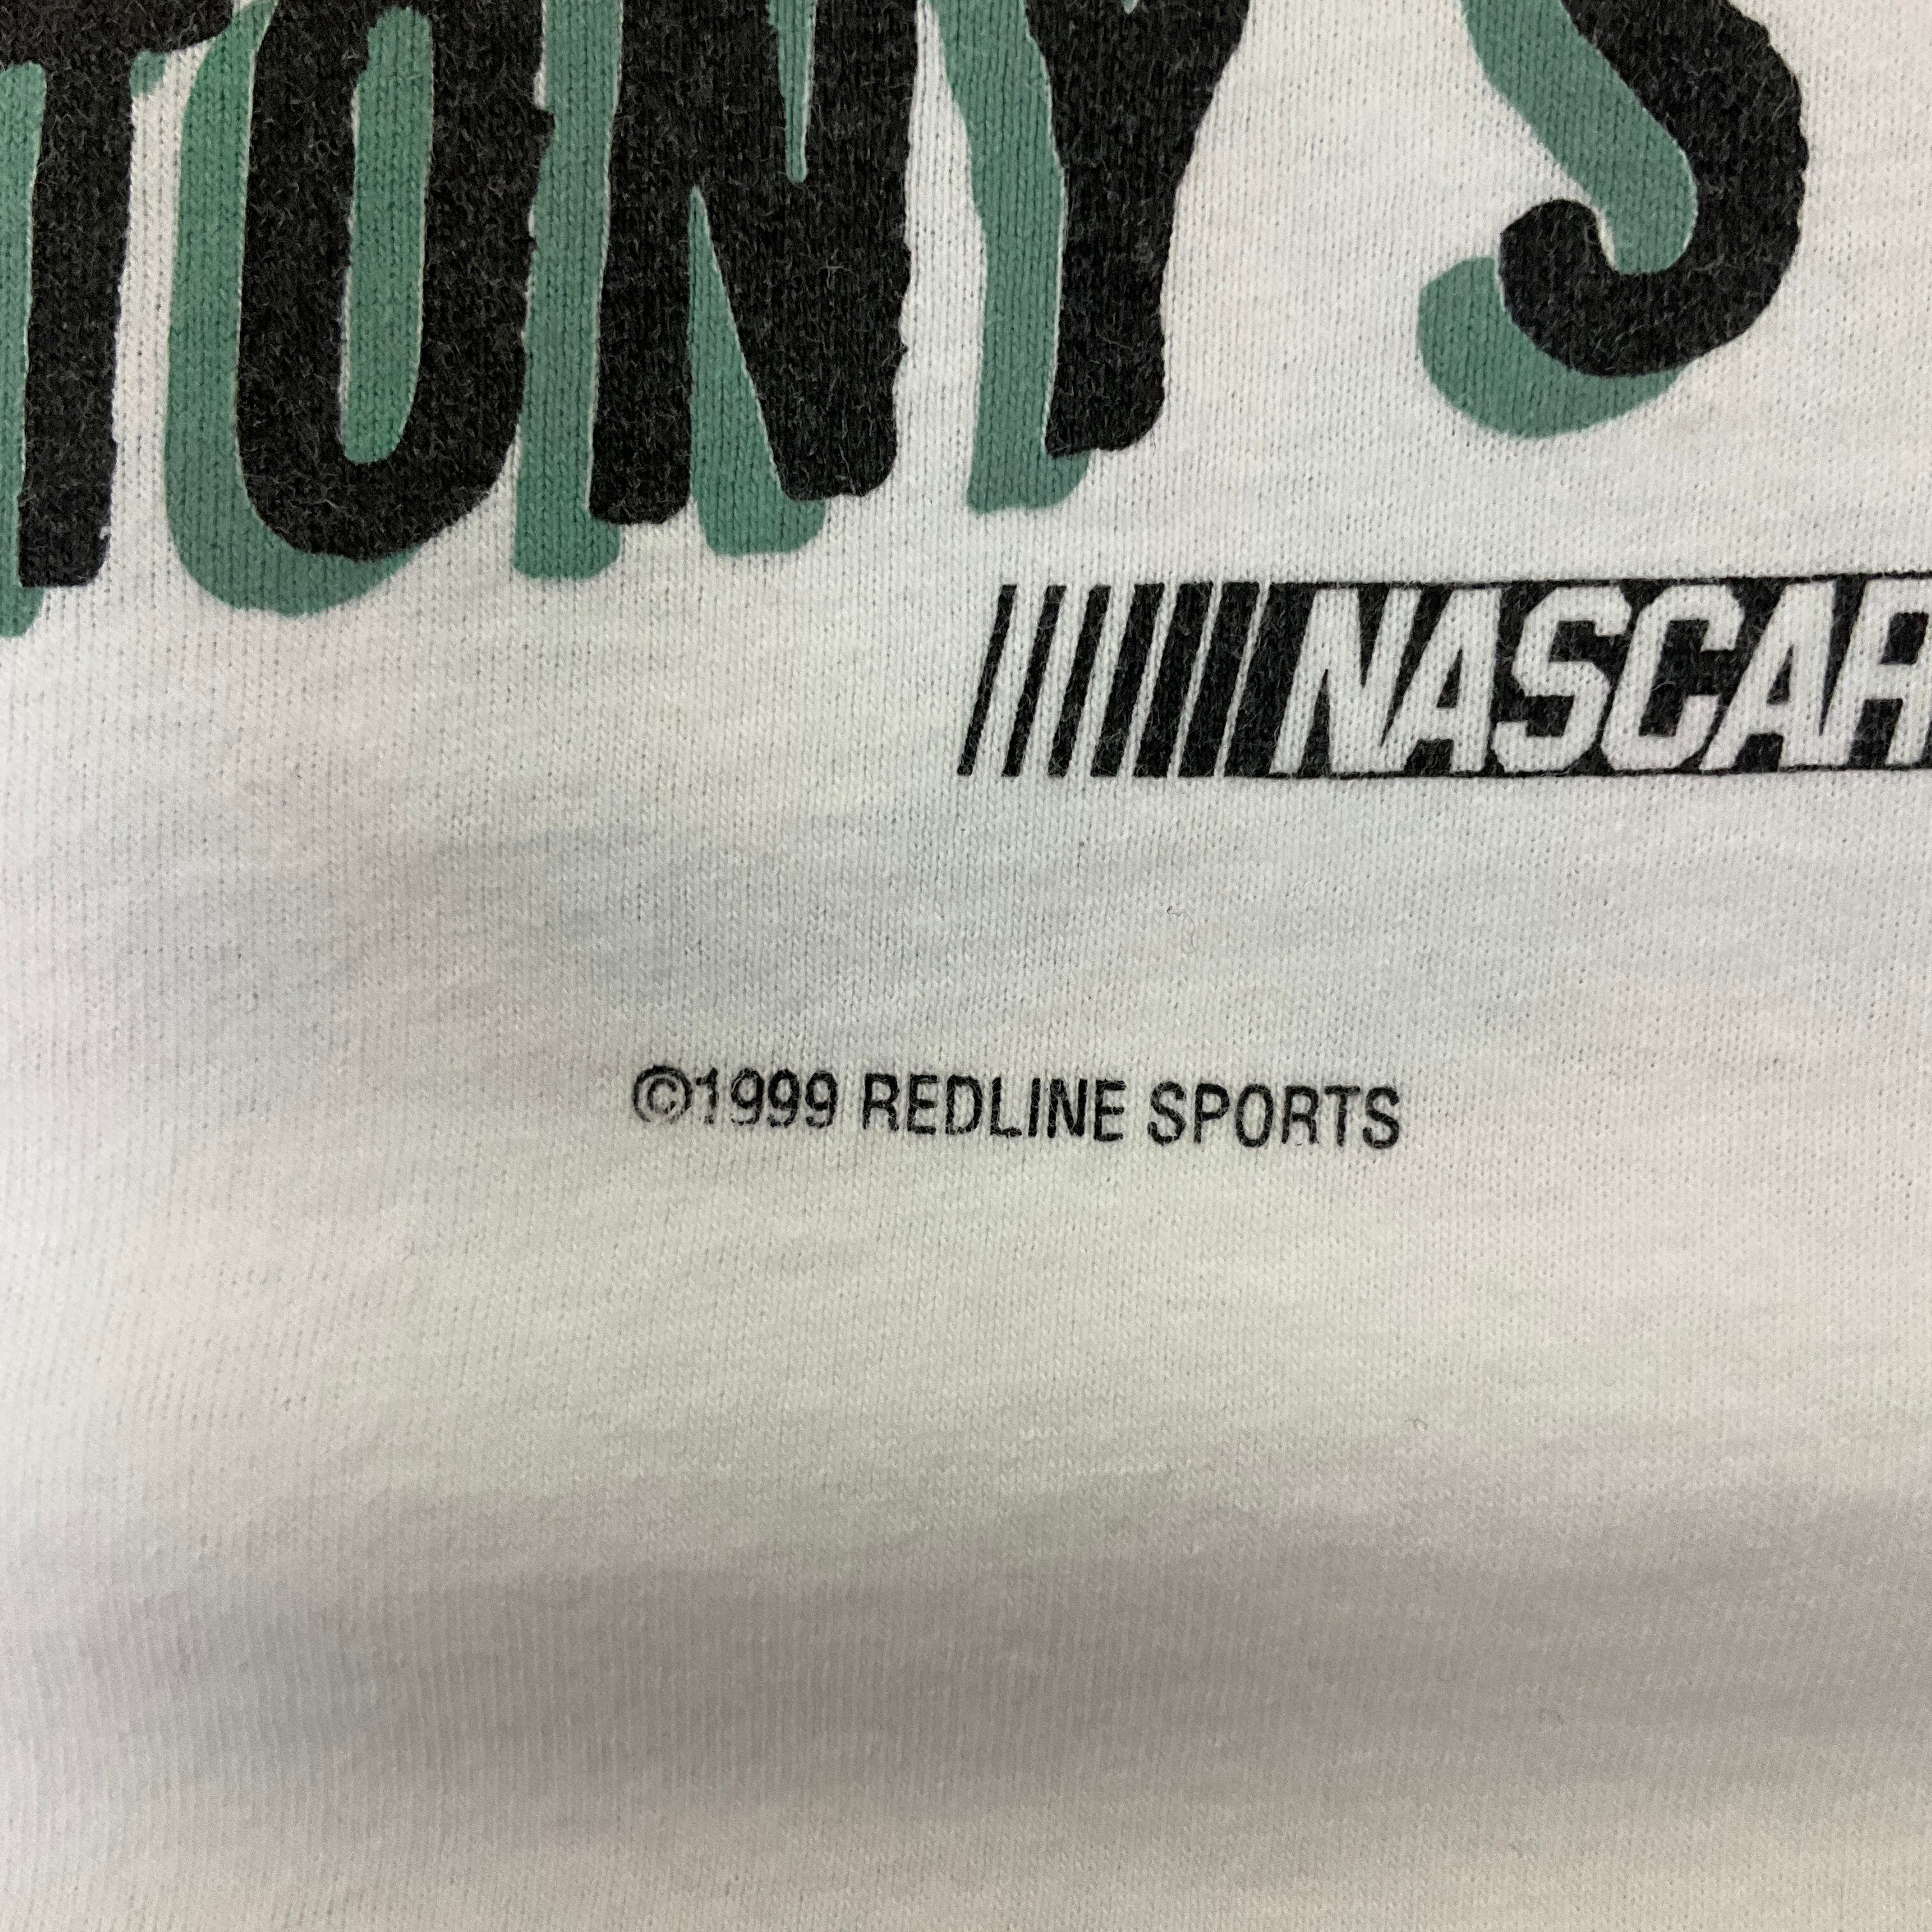 TONY'S
NASCAR
©1999 REDLINE SPORTS